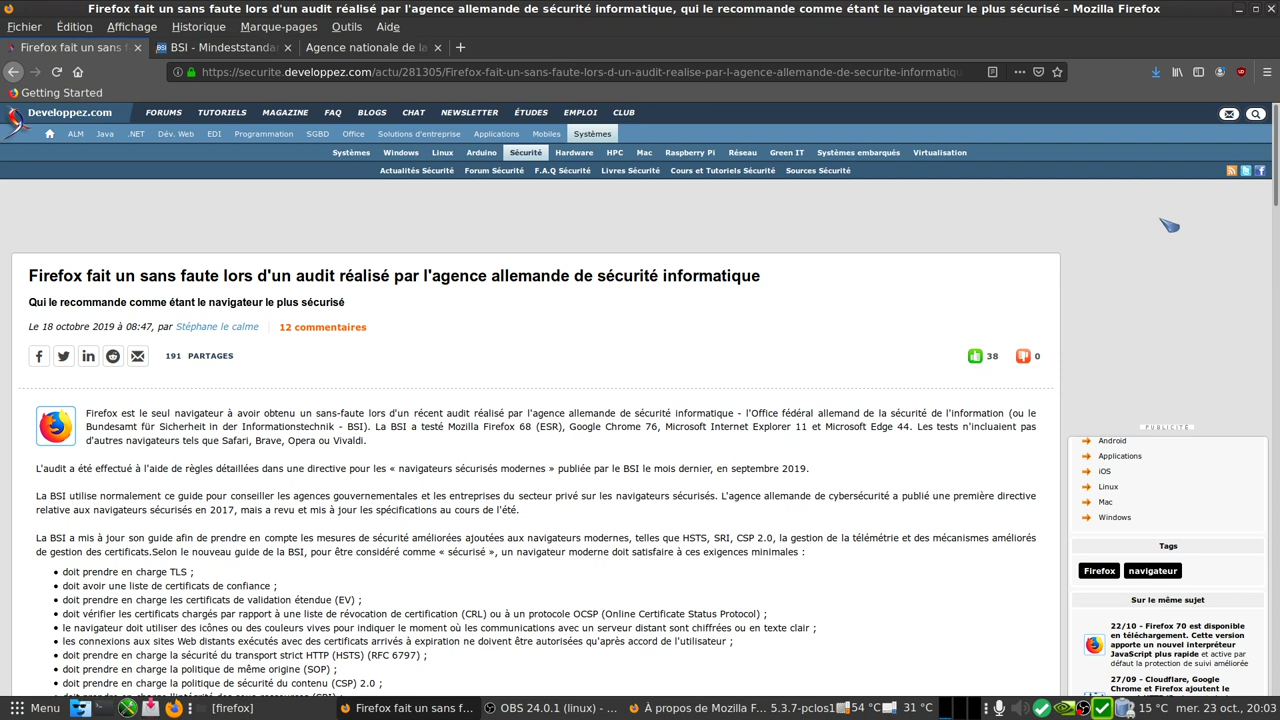 Firefox fait un sans faute lors d'un audit réalisé par l'agence allemande de sécurité informatique, qui le recommande comme étant le navigateur le plus sécurisé - Mozilla Firefox
Fichier Édition Affichage Historique Marque-pages Outils Aide
Firefox fait un sans f BSI - Mindeststanda Agence nationale de la
https://securite.developpez.com/actu/281305/Firefox-fait-un-sans-faute-lors-d-un-audit-realise-par-l-agence-allemande-de-securite-informatiq
Getting Started
Developpez.com FORUMS TUTORIELS MAGAZINE FAQ BLOGS CHAT NEWSLETTER ÉTUDES EMPLOI CLUB
ALM Java .NET Dév. Web EDI Programmation SGBD Office Solutions d'entreprise Applications Mobiles Systèmes
Systèmes Windows Linux Arduino Sécurité Hardware HPC Mac Raspberry Pi Réseau Green IT Systèmes embarqués Virtualisation
Actualités Sécurité Forum Sécurité F.A.Q Sécurité Livres Sécurité Cours et Tutoriels Sécurité Sources Sécurité
Firefox fait un sans faute lors d'un audit réalisé par l'agence allemande de sécurité informatique
Qui le recommande comme étant le navigateur le plus sécurisé
Le 18 octobre 2019 à 08:47, par Stéphane le calme 12 commentaires
191 PARTAGES 38 0
Firefox est le seul navigateur à avoir obtenu un sans-faute lors d'un récent audit réalisé par l'agence allemande de sécurité informatique - l'Office fédéral allemand de la sécurité de l'information (ou le
Bundesamt für Sicherheit in der Informationstechnik - BSI). La BSI a testé Mozilla Firefox 68 (ESR), Google Chrome 76, Microsoft Internet Explorer 11 et Microsoft Edge 44. Les tests n'incluaient pas
d'autres navigateurs tels que Safari, Brave, Opera ou Vivaldi.
L'audit a été effectué à l'aide de règles détaillées dans une directive pour les « navigateurs sécurisés modernes » publiée par le BSI le mois dernier, en septembre 2019.
La BSI utilise normalement ce guide pour conseiller les agences gouvernementales et les entreprises du secteur privé sur les navigateurs sécurisés. L'agence allemande de cybersécurité a publié une première directive
relative aux navigateurs sécurisés en 2017, mais a revu et mis à jour les spécifications au cours de l'été.
La BSI a mis à jour son guide afin de prendre en compte les mesures de sécurité améliorées ajoutées aux navigateurs modernes, telles que HSTS, SRI, CSP 2.0, la gestion de la télémétrie et des mécanismes améliorés
de gestion des certificats.Selon le nouveau guide de la BSI, pour être considéré comme « sécurisé », un navigateur moderne doit satisfaire à ces exigences minimales :
• doit prendre en charge TLS ;
• doit avoir une liste de certificats de confiance ;
• doit prendre en charge les certificats de validation étendue (EV) ;
• doit vérifier les certificats chargés par rapport à une liste de révocation de certification (CRL) ou à un protocole OCSP (Online Certificate Status Protocol) ;
• le navigateur doit utiliser des icônes ou des couleurs vives pour indiquer le moment où les communications avec un serveur distant sont chiffrées ou en texte clair ;
• les connexions aux sites Web distants exécutés avec des certificats arrivés à expiration ne doivent être autorisées qu'après accord de l'utilisateur ;
• doit prendre en charge la sécurité du transport strict HTTP (HSTS) (RFC 6797) ;
• doit prendre en charge la politique de même origine (SOP) ;
• doit prendre en charge la politique de sécurité du contenu (CSP) 2.0 ;
PUBLICITÉ
Android
Applications
iOS
Linux
Mac
Windows
Tags
Firefox navigateur
Sur le même sujet
22/10 - Firefox 70 est disponible
en téléchargement. Cette version
apporte un nouvel interpréteur
JavaScript plus rapide et active par
défaut la protection de suivi améliorée
27/09 - Cloudflare, Google
Chrome et Firefox ajoutent le
Menu [firefox] Firefox fait un sans f... OBS 24.0.1 (linux) - ... À propos de Mozilla F... 5.3.7-pclos1 54 °C 31 °C 15 °C mer. 23 oct., 20:03